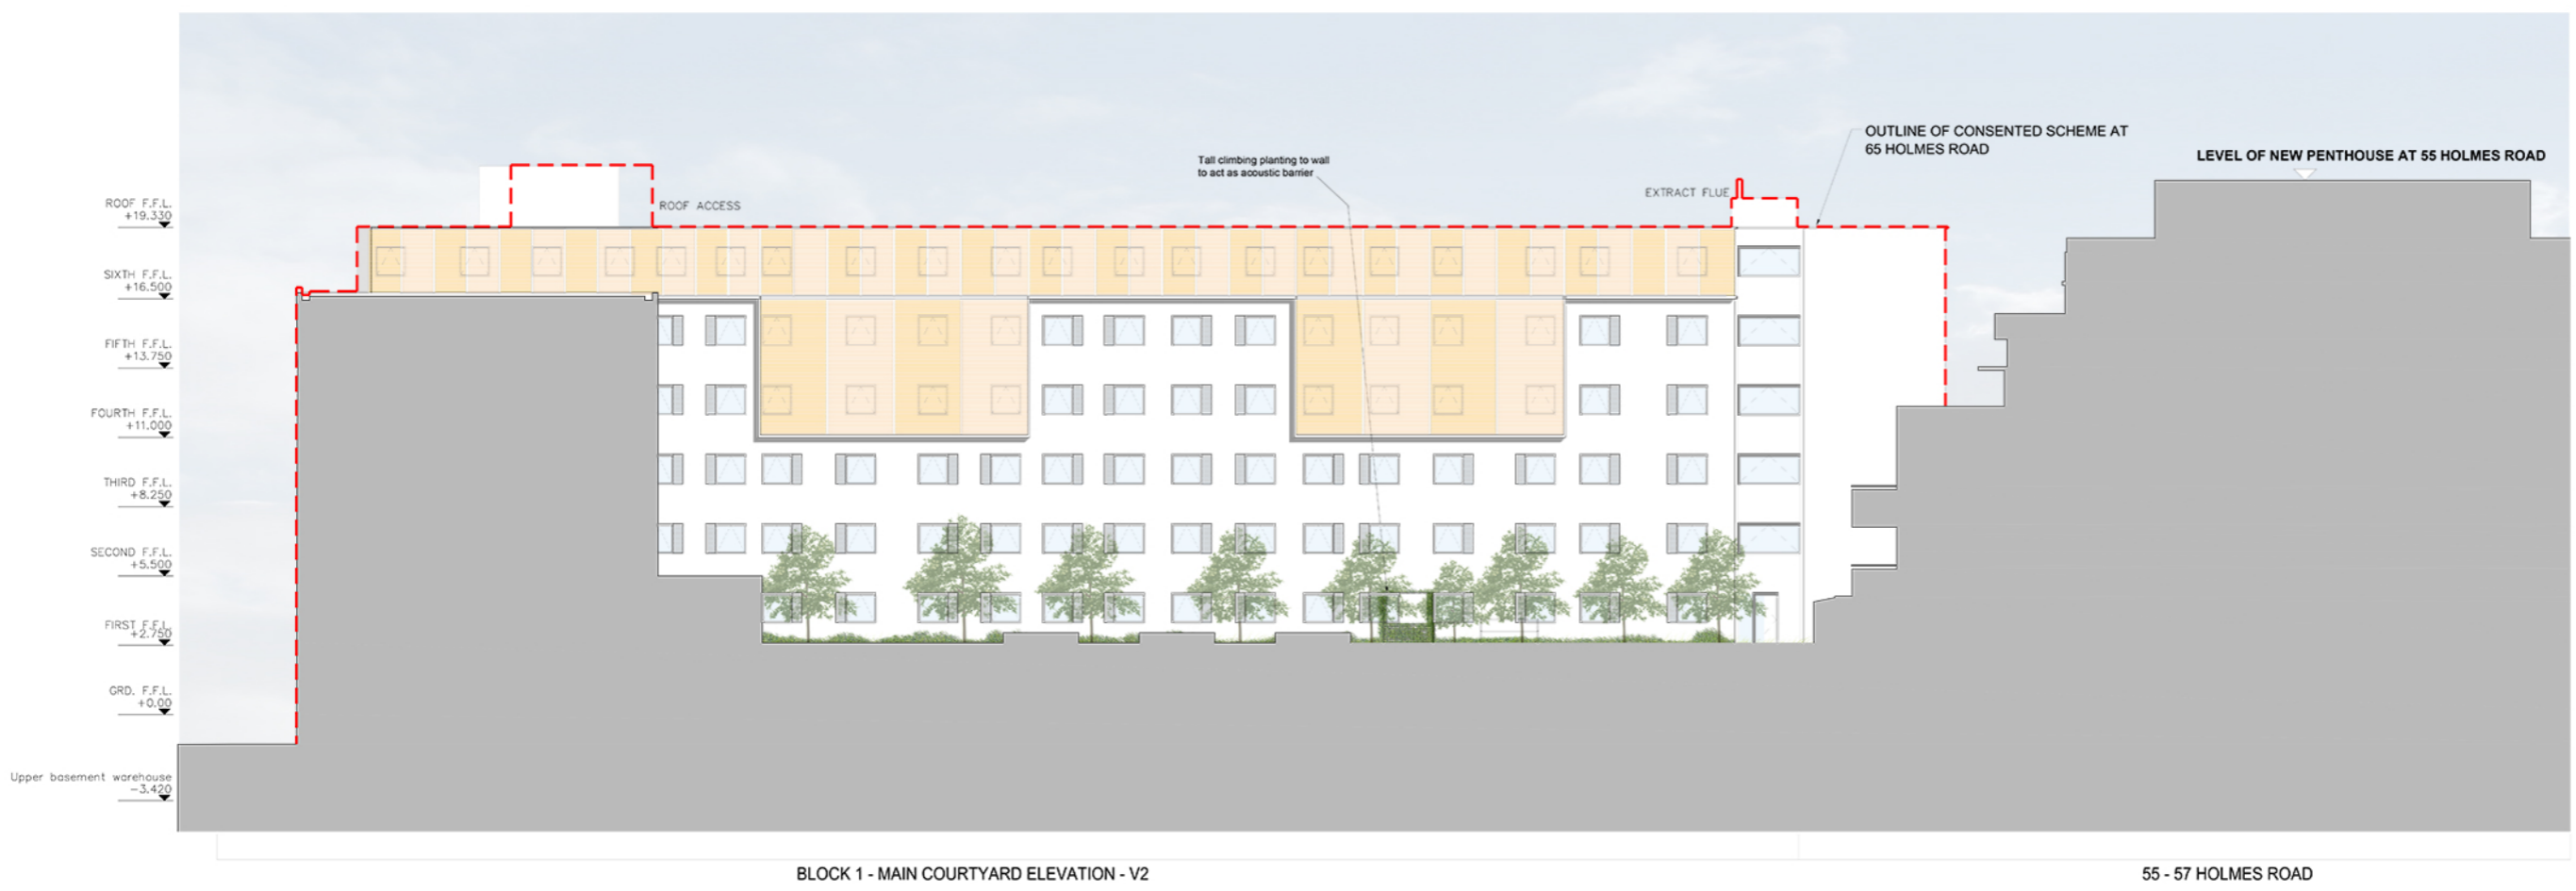 OUTLINE OF CONSENTED SCHEME AT
65 HOLMES ROAD
LEVEL OF NEW PENTHOUSE AT 55 HOLMES ROAD
Tall climbing planting to wall
to act as acoustic barrier
EXTRACT FLUE
ROOF ACCESS
ROOF F.F.L.
+19.330
SIXTH F.F.L.
+16.500
FIFTH F.F.L.
+13.750
FOURTH F.F.L.
+11.000
THIRD F.F.L.
+8.250
SECOND F.F.L.
+5.500
FIRST F.F.L.
+2.750
GRD. F.F.L.
+0.00
Upper basement warehouse
-3.420
BLOCK 1 - MAIN COURTYARD ELEVATION - V2
55 - 57 HOLMES ROAD